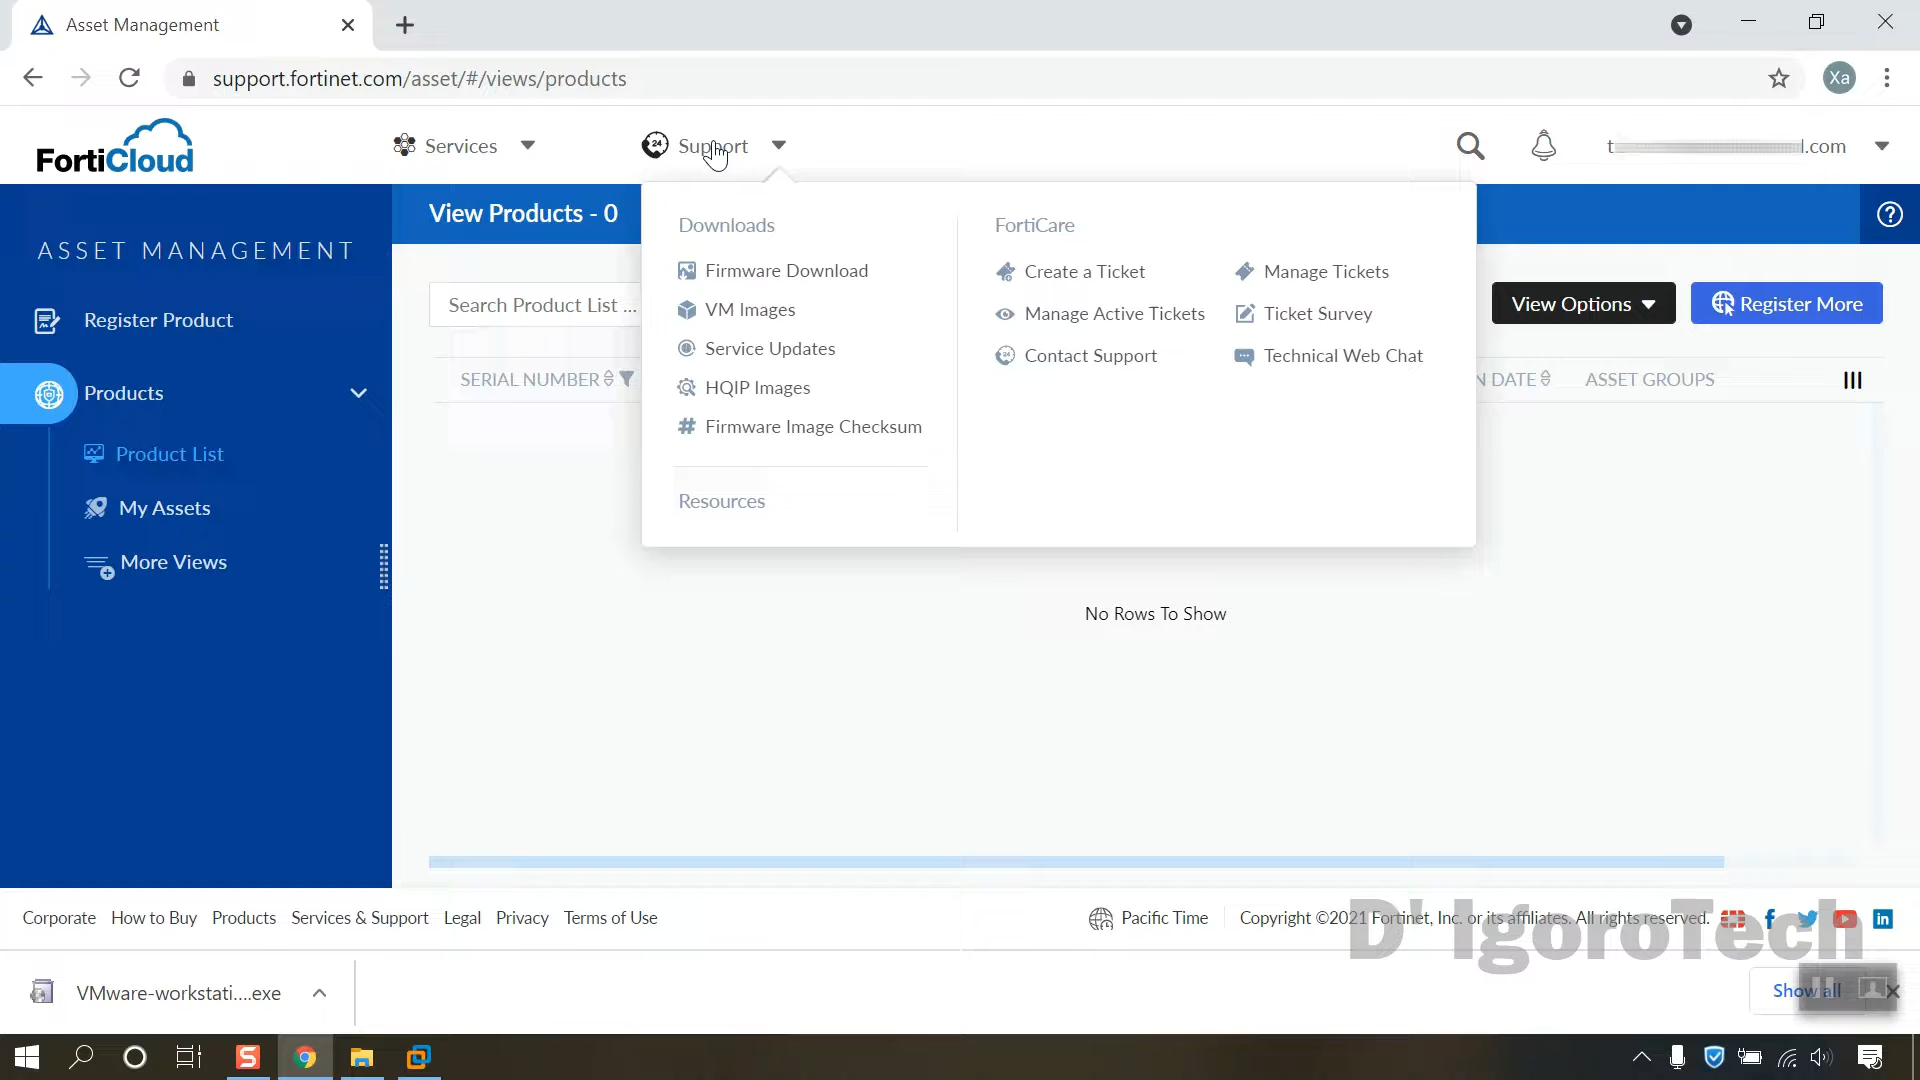 Asset Management
support.fortinet.com/asset/#/views/products
Xa
FortiCloud
Services
24
Support
.com
ASSET MANAGEMENT
Register Product
Products
Product List
My Assets
More Views
View Products - 0
Search Product List ...
View Options
Register More
SERIAL NUMBER
N DATE
ASSET GROUPS
Downloads
Firmware Download
VM Images
Service Updates
HQIP Images
# Firmware Image Checksum
Resources
FortiCare
Create a Ticket
Manage Tickets
Manage Active Tickets
Ticket Survey
Contact Support
Technical Web Chat
No Rows To Show
Corporate How to Buy Products Services & Support Legal Privacy Terms of Use
Pacific Time
Copyright ©2021 Fortinet, Inc. or its affiliates. All rights reserved.
D' IgoroTech
VMware-workstati....exe
Show all